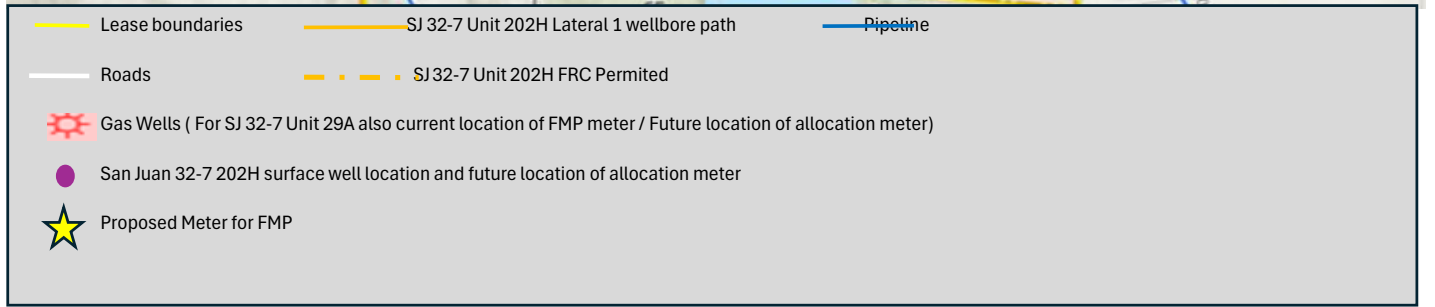 Lease boundaries SJ 32-7 Unit 202H Lateral 1 wellbore path Pipeline
Roads SJ 32-7 Unit 202H FRC Permited
Gas Wells ( For SJ 32-7 Unit 29A also current location of FMP meter / Future location of allocation meter)
San Juan 32-7 202H surface well location and future location of allocation meter
Proposed Meter for FMP